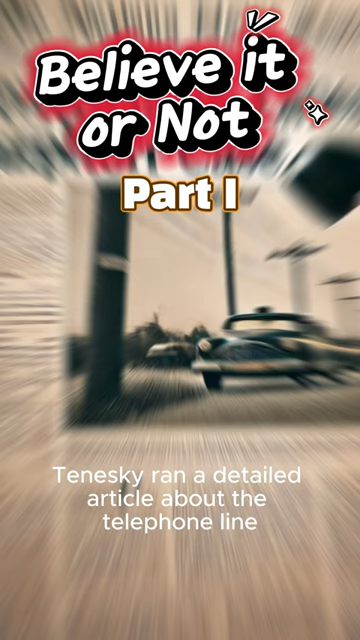 Believe it
or Not
Part I
Tenesky ran a detailed
article about the
telephone line